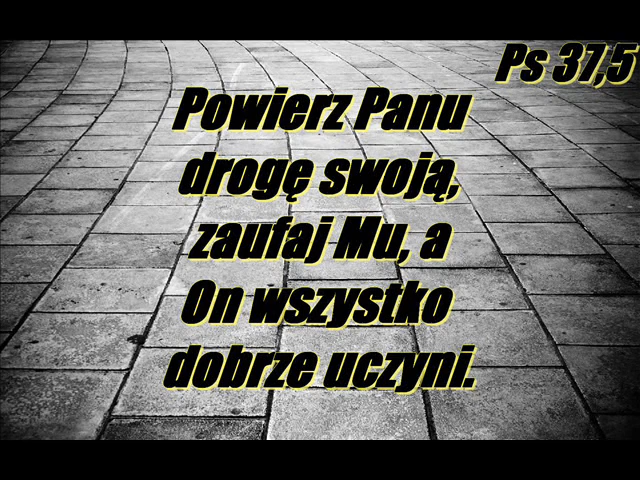 Ps 37,5
Powierz Panu
drogę swoją,
zaufaj Mu, a
On wszystko
dobrze uczyni.